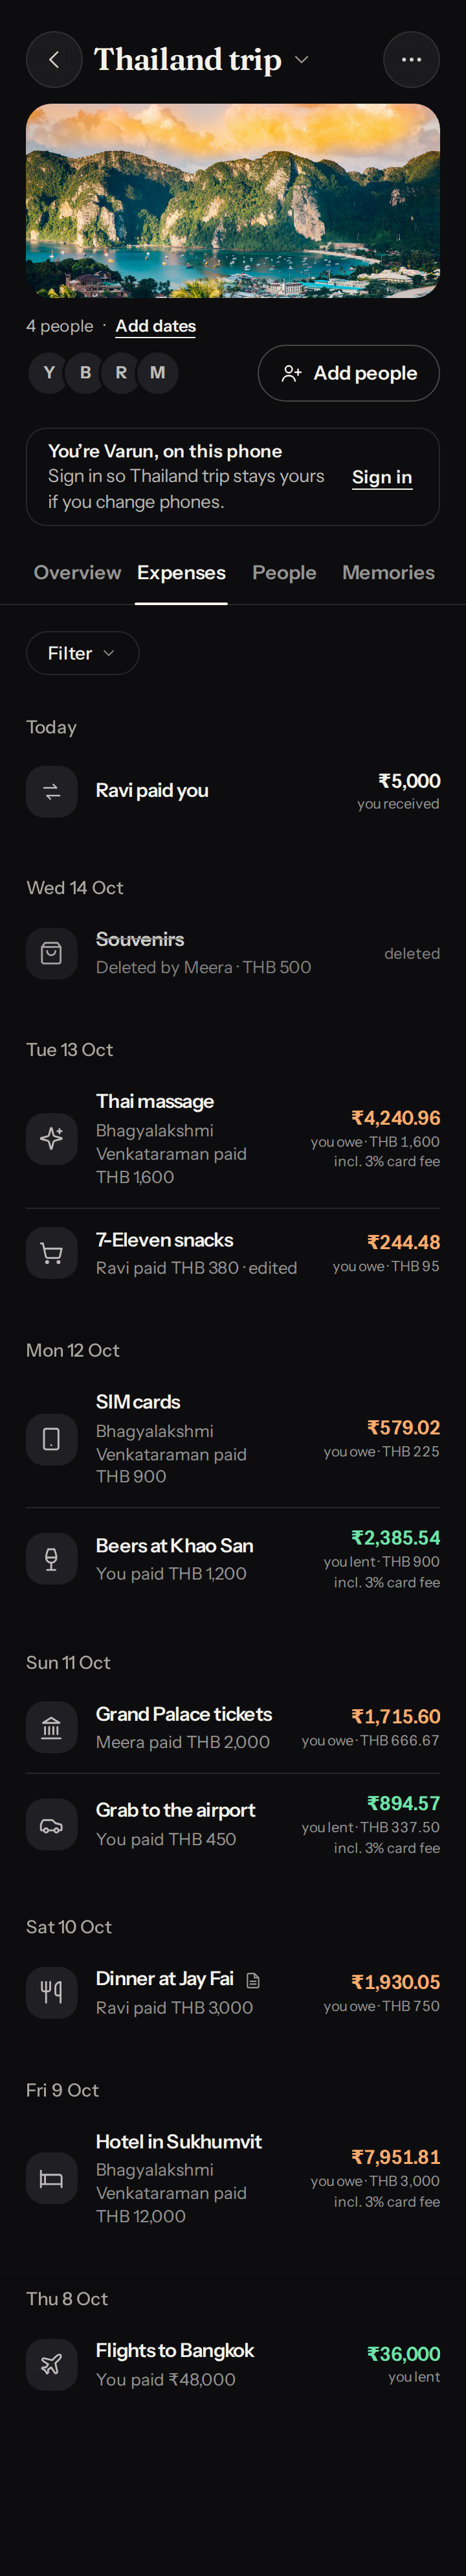 Thailand trip
4 people · Add dates
Y B R M
Add people
You’re Varun, on this phone
Sign in so Thailand trip stays yours
if you change phones.
Sign in
Overview Expenses People Memories
Filter
Today
Ravi paid you
₹5,000
you received
Wed 14 Oct
Souvenirs
Deleted by Meera · THB 500
deleted
Tue 13 Oct
Thai massage
Bhagyalakshmi
Venkataraman paid
THB 1,600
₹4,240.96
you owe · THB 1,600
incl. 3% card fee
7-Eleven snacks
Ravi paid THB 380 · edited
₹244.48
you owe · THB 95
Mon 12 Oct
SIM cards
Bhagyalakshmi
Venkataraman paid
THB 900
₹579.02
you owe · THB 225
Beers at Khao San
You paid THB 1,200
₹2,385.54
you lent · THB 900
incl. 3% card fee
Sun 11 Oct
Grand Palace tickets
Meera paid THB 2,000
₹1,715.60
you owe · THB 666.67
Grab to the airport
You paid THB 450
₹894.57
you lent · THB 337.50
incl. 3% card fee
Sat 10 Oct
Dinner at Jay Fai
Ravi paid THB 3,000
₹1,930.05
you owe · THB 750
Fri 9 Oct
Hotel in Sukhumvit
Bhagyalakshmi
Venkataraman paid
THB 12,000
₹7,951.81
you owe · THB 3,000
incl. 3% card fee
Thu 8 Oct
Flights to Bangkok
You paid ₹48,000
₹36,000
you lent